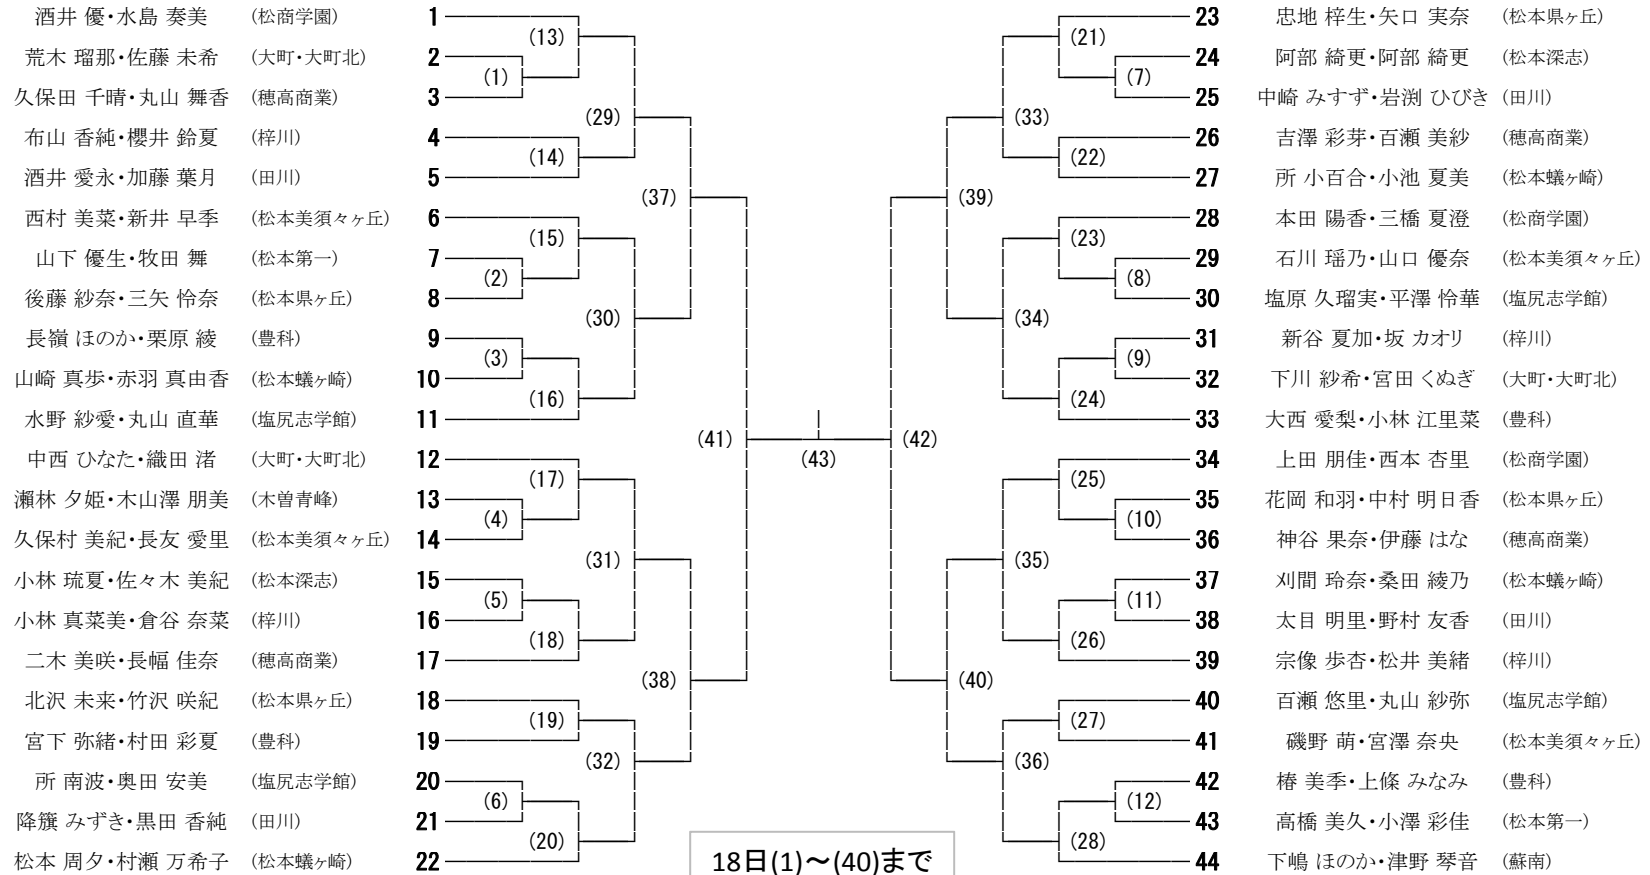 酒井 優・水島 奏美 (松商学園) 1 23 忠地 梓生・矢口 実奈 (松本県ヶ丘)
(13) (21)
荒木 瑠那・佐藤 未希 (大町・大町北) 2 24 阿部 綺更・阿部 綺更 (松本深志)
(1) (7)
久保田 千晴・丸山 舞香 (穂高商業) 3 25 中崎 みすず・岩渕 ひびき (田川)
(29) (33)
布山 香純・櫻井 鈴夏 (梓川) 4 26 吉澤 彩芽・百瀬 美紗 (穂高商業)
(14) (22)
酒井 愛永・加藤 葉月 (田川) 5 27 所 小百合・小池 夏美 (松本蟻ヶ崎)
(37) (39)
西村 美菜・新井 早季 (松本美須々ヶ丘) 6 28 本田 陽香・三橋 夏澄 (松商学園)
(15) (23)
山下 優生・牧田 舞 (松本第一) 7 29 石川 瑶乃・山口 優奈 (松本美須々ヶ丘)
(2) (8)
後藤 紗奈・三矢 怜奈 (松本県ヶ丘) 8 30 塩原 久瑠実・平澤 怜華 (塩尻志学館)
(30) (34)
長嶺 ほのか・栗原 綾 (豊科) 9 31 新谷 夏加・坂 カオリ (梓川)
(3) (9)
山崎 真歩・赤羽 真由香 (松本蟻ヶ崎) 10 32 下川 紗希・宮田 くぬぎ (大町・大町北)
(16) (24)
水野 紗愛・丸山 直華 (塩尻志学館) 11 33 大西 愛梨・小林 江里菜 (豊科)
(41) (43) (42)
中西 ひなた・織田 渚 (大町・大町北) 12 34 上田 朋佳・西本 杏里 (松商学園)
(17) (25)
瀬林 夕姫・木山澤 朋美 (木曽青峰) 13 35 花岡 和羽・中村 明日香 (松本県ヶ丘)
(4) (10)
久保村 美紀・長友 愛里 (松本美須々ヶ丘) 14 36 神谷 果奈・伊藤 はな (穂高商業)
(31) (35)
小林 琉夏・佐々木 美紀 (松本深志) 15 37 刈間 玲奈・桑田 綾乃 (松本蟻ヶ崎)
(5) (11)
小林 真菜美・倉谷 奈菜 (梓川) 16 38 太目 明里・野村 友香 (田川)
(18) (26)
二木 美咲・長幅 佳奈 (穂高商業) 17 39 宗像 歩杏・松井 美緒 (梓川)
(38) (40)
北沢 未来・竹沢 咲紀 (松本県ヶ丘) 18 40 百瀬 悠里・丸山 紗弥 (塩尻志学館)
(19) (27)
宮下 弥緒・村田 彩夏 (豊科) 19 41 磯野 萌・宮澤 奈央 (松本美須々ヶ丘)
(32) (36)
所 南波・奥田 安美 (塩尻志学館) 20 42 椿 美季・上條 みなみ (豊科)
(6) (12)
降籏 みずき・黒田 香純 (田川) 21 43 高橋 美久・小澤 彩佳 (松本第一)
(20) (28)
松本 周夕・村瀬 万希子 (松本蟻ヶ崎) 22 44 下嶋 ほのか・津野 琴音 (蘇南)
18日(1)～(40)まで